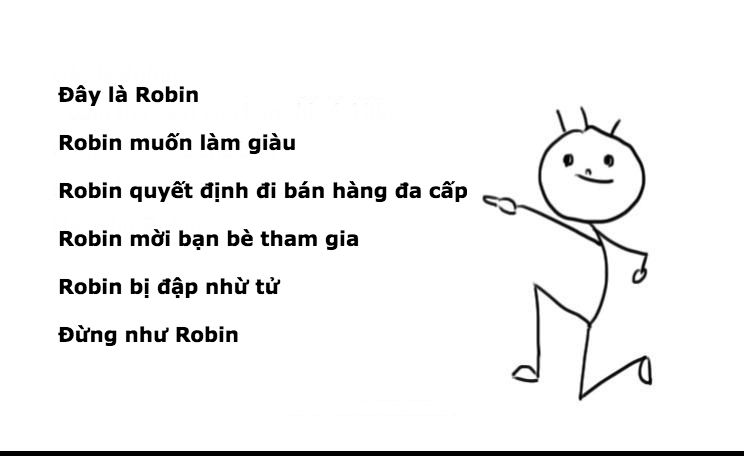 Đây là Robin
Robin muốn làm giàu
Robin quyết định đi bán hàng đa cấp
Robin mời bạn bè tham gia
Robin bị đập nhừ tử
Đừng như Robin